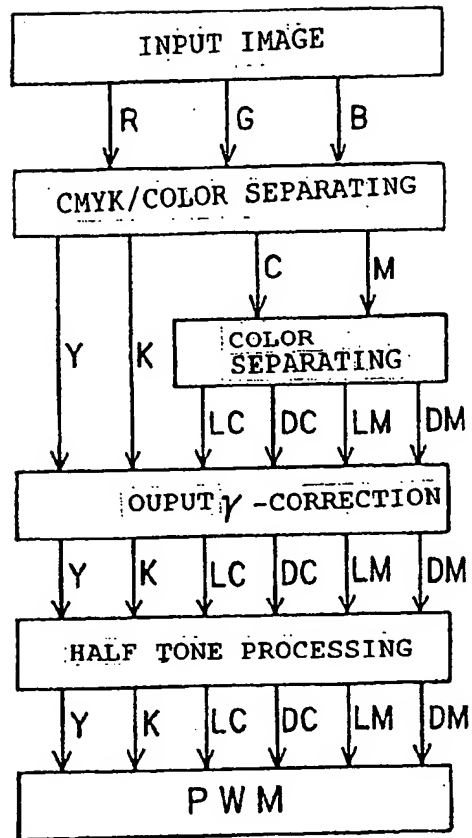 INPUT IMAGE
R G B
CMYK/COLOR SEPARATING
C M
Y K
COLOR
SEPARATING
LC DC LM DM
OUPUT γ-CORRECTION
Y K LC DC LM DM
HALF TONE PROCESSING
Y K LC DC LM DM
PWM